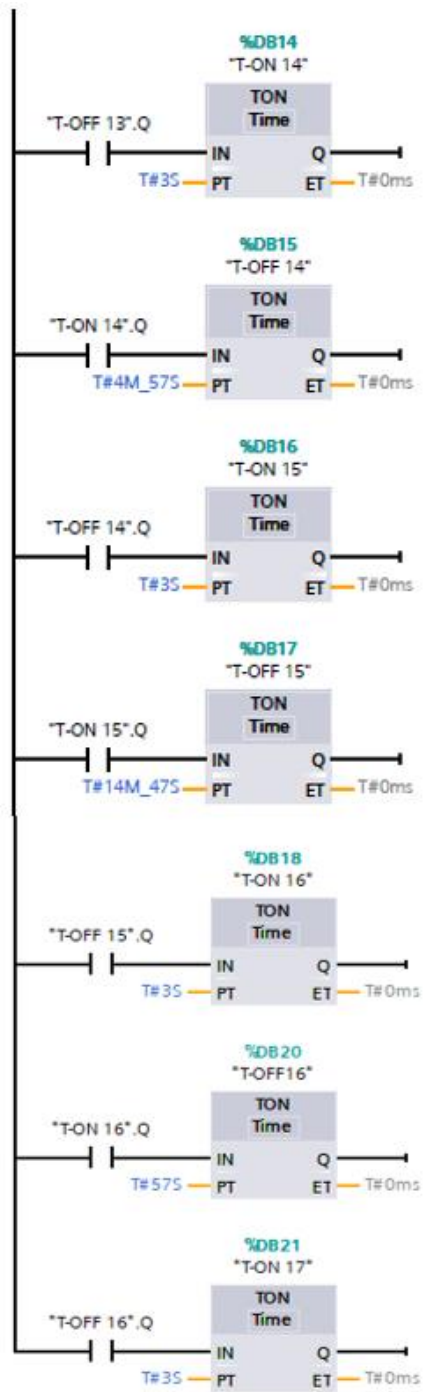 %DB14
"T-ON 14"
TON
Time
"T-OFF 13".Q
IN Q
T#3S PT ET T#0ms
%DB15
"T-OFF 14"
TON
Time
"T-ON 14".Q
IN Q
T#4M_57S PT ET T#0ms
%DB16
"T-ON 15"
TON
Time
"T-OFF 14".Q
IN Q
T#3S PT ET T#0ms
%DB17
"T-OFF 15"
TON
Time
"T-ON 15".Q
IN Q
T#14M_47S PT ET T#0ms
%DB18
"T-ON 16"
TON
Time
"T-OFF 15".Q
IN Q
T#3S PT ET T#0ms
%DB20
"T-OFF16"
TON
Time
"T-ON 16".Q
IN Q
T#57S PT ET T#0ms
%DB21
"T-ON 17"
TON
Time
"T-OFF 16".Q
IN Q
T#3S PT ET T#0ms